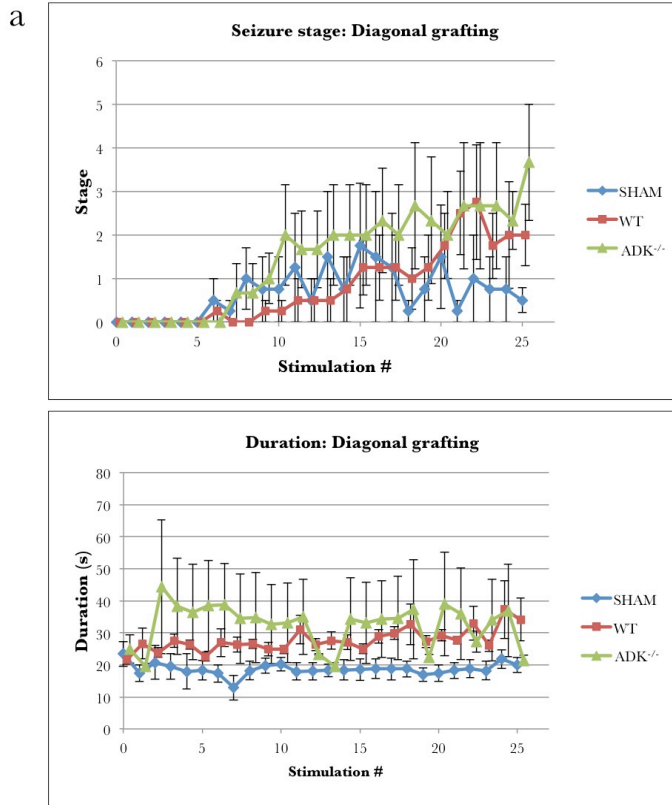 a
Seizure stage: Diagonal grafting
6
5
4
3
2
1
0
Stage
0 5 10 15 20 25
Stimulation #
SHAM
WT
ADK-/-
Duration: Diagonal grafting
80
70
60
50
40
30
20
10
0
Duration (s)
0 5 10 15 20 25
Stimulation #
SHAM
WT
ADK-/-